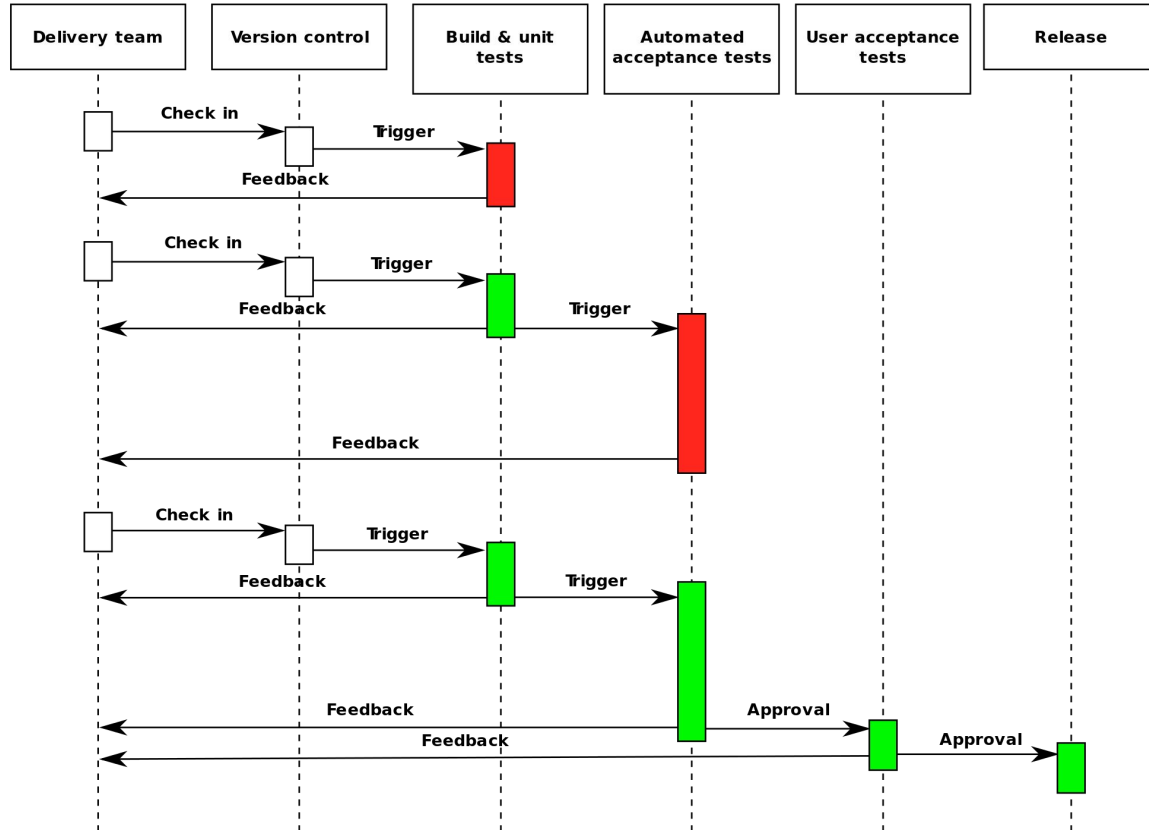 Delivery team
Version control
Build & unit
tests
Automated
acceptance tests
User acceptance
tests
Release
Check in
Trigger
Feedback
Check in
Trigger
Feedback
Trigger
Feedback
Check in
Trigger
Feedback
Trigger
Feedback
Approval
Feedback
Approval